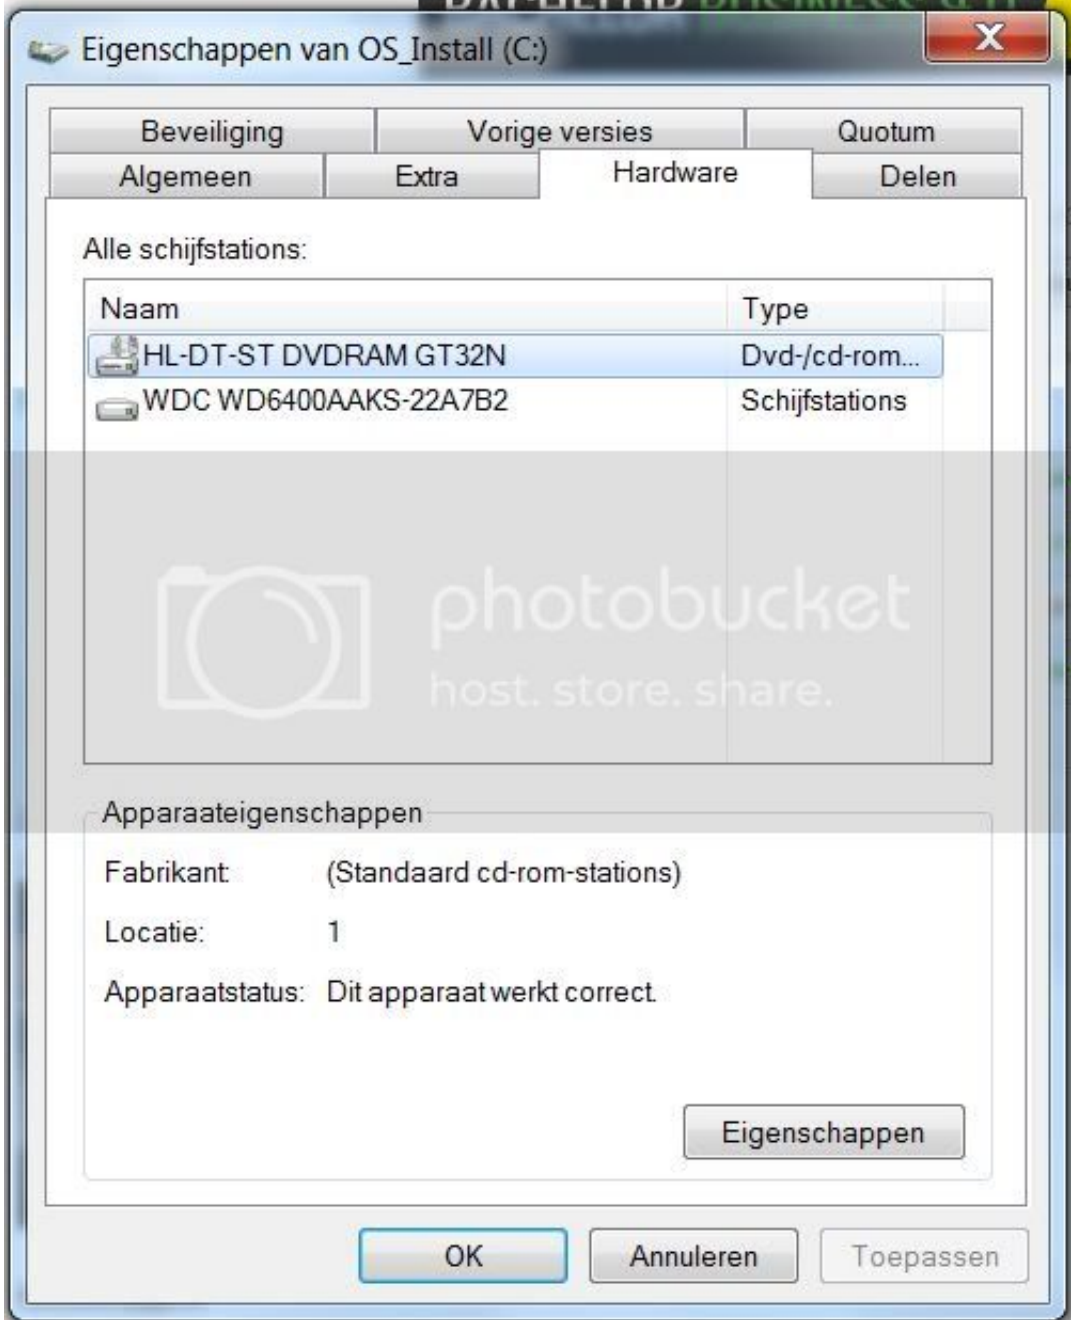 BACHELOR BUSINESS
Eigenschappen van OS_Install (C:)
Beveiliging Vorige versies Quotum
Algemeen Extra Hardware Delen
Alle schijfstations:
Naam Type
HL-DT-ST DVDRAM GT32N Dvd-/cd-rom...
WDC WD6400AAKS-22A7B2 Schijfstations
photobucket
host. store. share.
Apparaateigenschappen
Fabrikant: (Standaard cd-rom-stations)
Locatie: 1
Apparaatstatus: Dit apparaat werkt correct.
Eigenschappen
OK Annuleren Toepassen